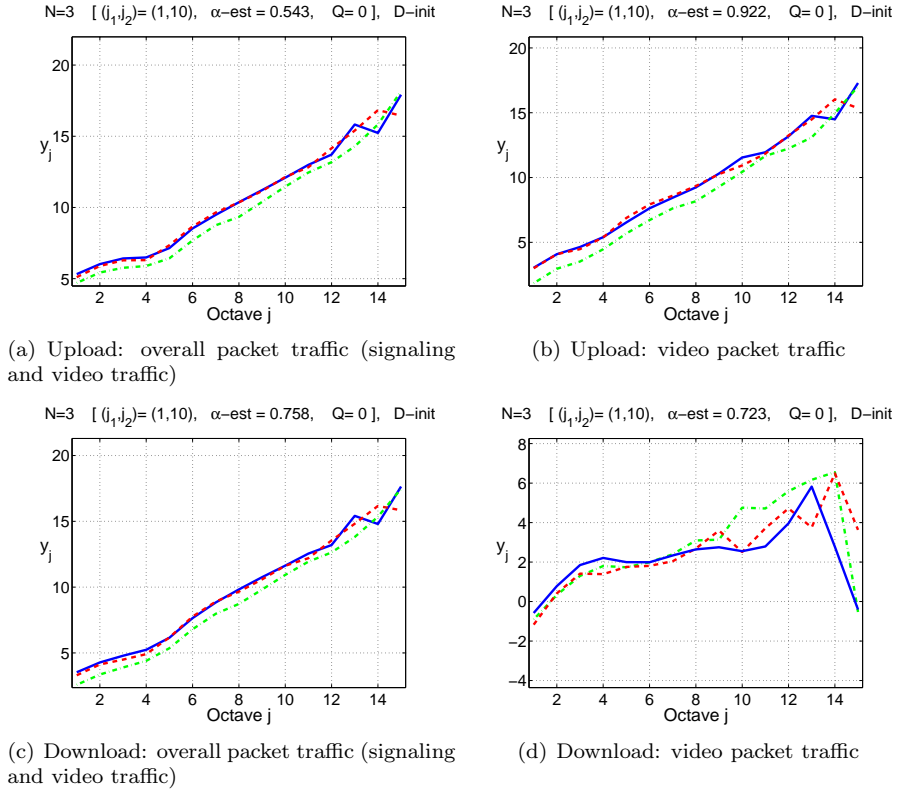 N=3 [ (j1,j2)= (1,10), α-est = 0.543, Q= 0 ], D-init
20
15
10
5
yj
2 4 6 8 10 12 14
Octave j
(a) Upload: overall packet traffic (signaling
and video traffic)
N=3 [ (j1,j2)= (1,10), α-est = 0.922, Q= 0 ], D-init
20
15
10
5
yj
2 4 6 8 10 12 14
Octave j
(b) Upload: video packet traffic
N=3 [ (j1,j2)= (1,10), α-est = 0.758, Q= 0 ], D-init
20
15
10
5
yj
2 4 6 8 10 12 14
Octave j
(c) Download: overall packet traffic (signaling
and video traffic)
N=3 [ (j1,j2)= (1,10), α-est = 0.723, Q= 0 ], D-init
8
6
4
2
0
−2
−4
yj
2 4 6 8 10 12 14
Octave j
(d) Download: video packet traffic